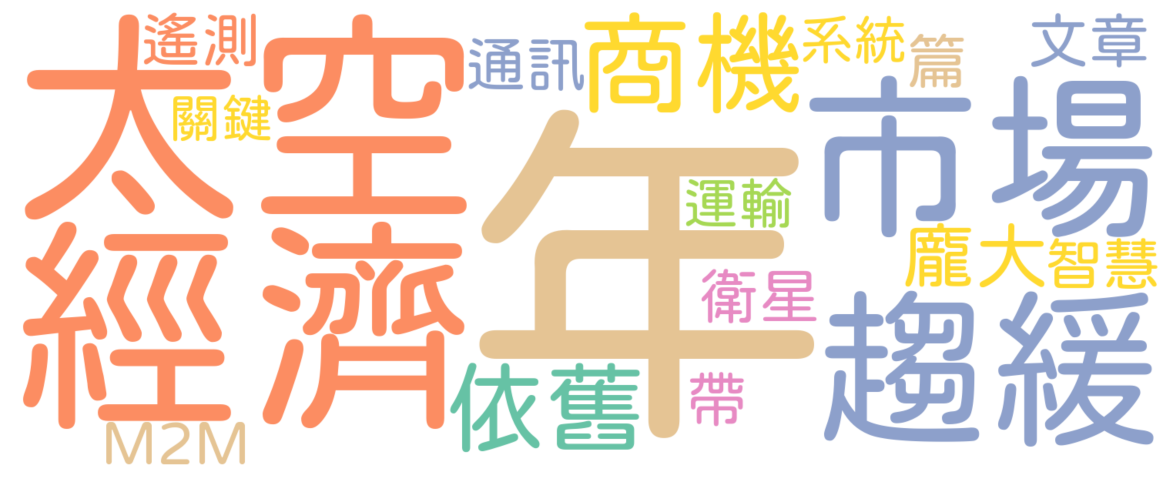 太空
經濟
遙測
關鍵
通訊
商機
系統
篇
文章
年
市場
運輸
衛星
龐大
智慧
趨緩
依舊
帶
M2M